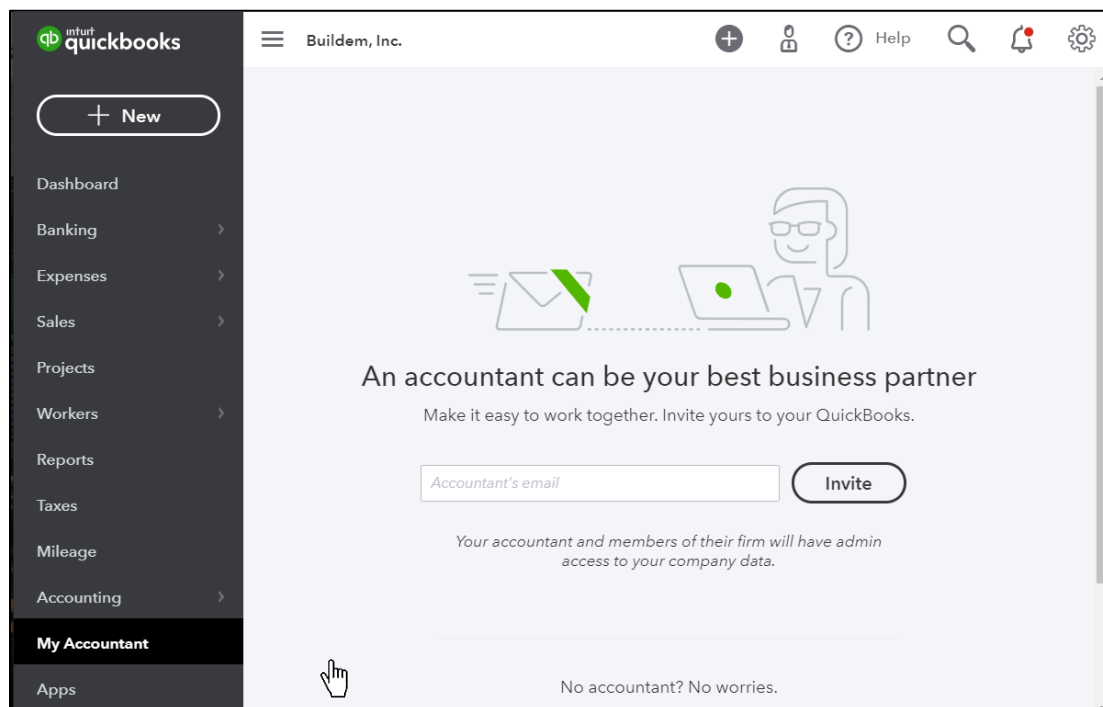 qb intuit
quickbooks
Buildem, Inc.
? Help
+ New
Dashboard
Banking
Expenses
Sales
Projects
Workers
Reports
Taxes
Mileage
Accounting
My Accountant
Apps
An accountant can be your best business partner
Make it easy to work together. Invite yours to your QuickBooks.
Accountant's email
Invite
Your accountant and members of their firm will have admin
access to your company data.
No accountant? No worries.